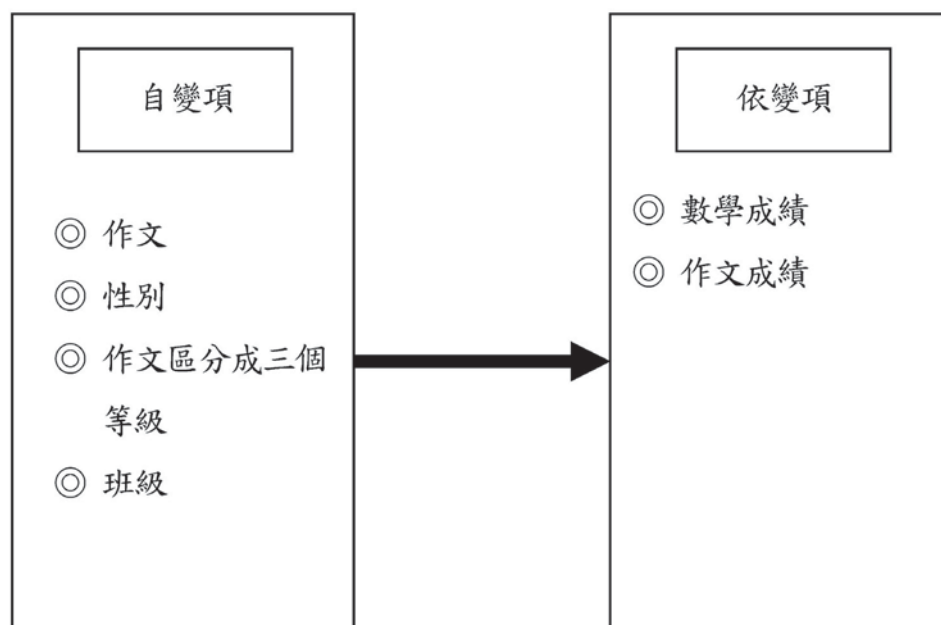 自變項
◎ 作文
◎ 性別
◎ 作文區分成三個
等級
◎ 班級
依變項
◎ 數學成績
◎ 作文成績